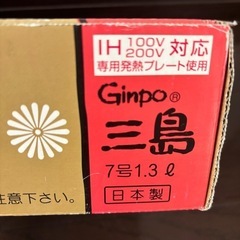 IH 100V 200V 対応
専用発熱プレート使用
Ginpo®
三島
7号1.3ℓ
日本製
注意下さい。